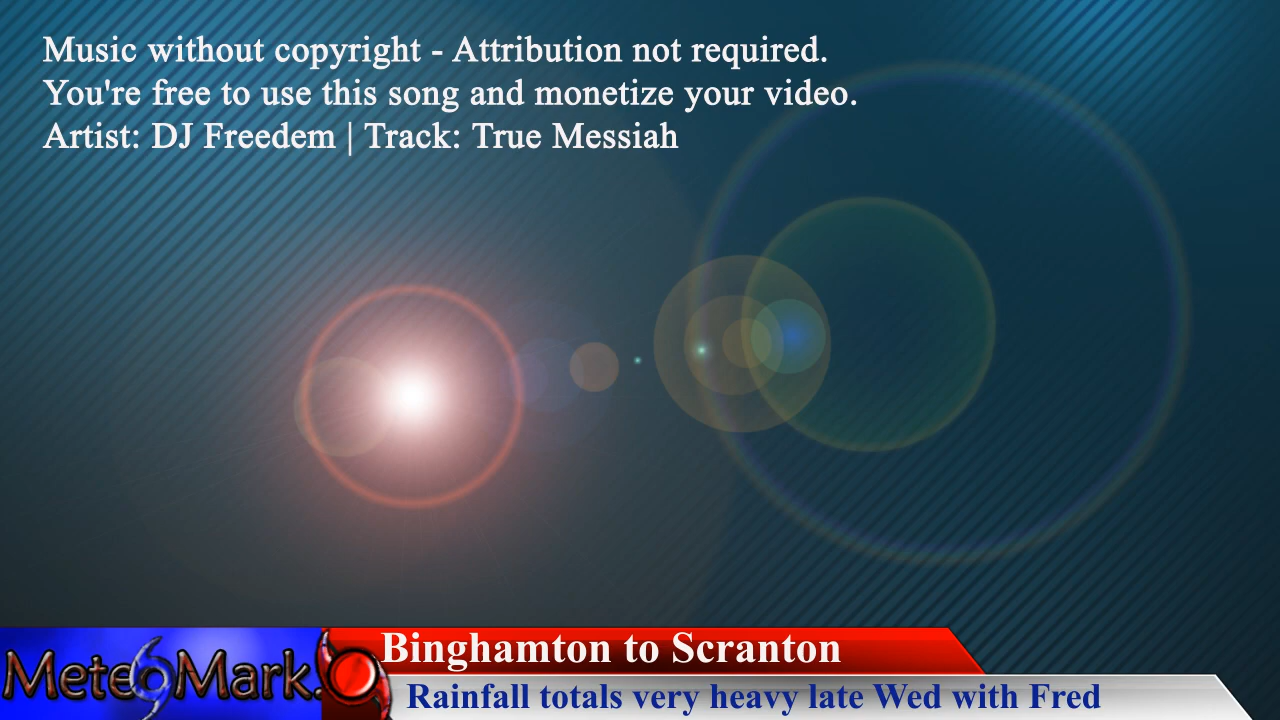 Music without copyright - Attribution not required.
You're free to use this song and monetize your video.
Artist: DJ Freedem | Track: True Messiah
Binghamton to Scranton
MeteoMark.
Rainfall totals very heavy late Wed with Fred